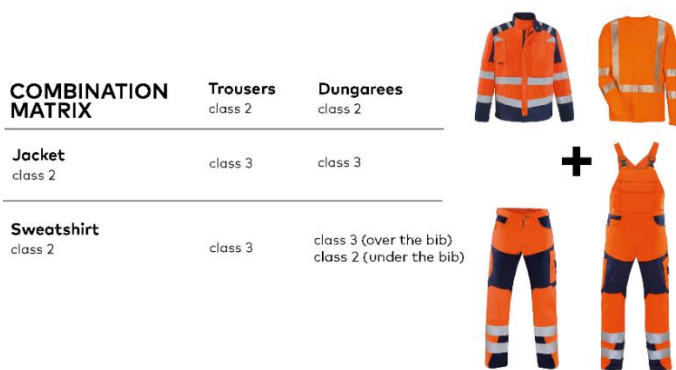 COMBINATION
MATRIX
Trousers
class 2
Dungarees
class 2
Jacket
class 2
class 3
class 3
Sweatshirt
class 2
class 3
class 3 (over the bib)
class 2 (under the bib)
+